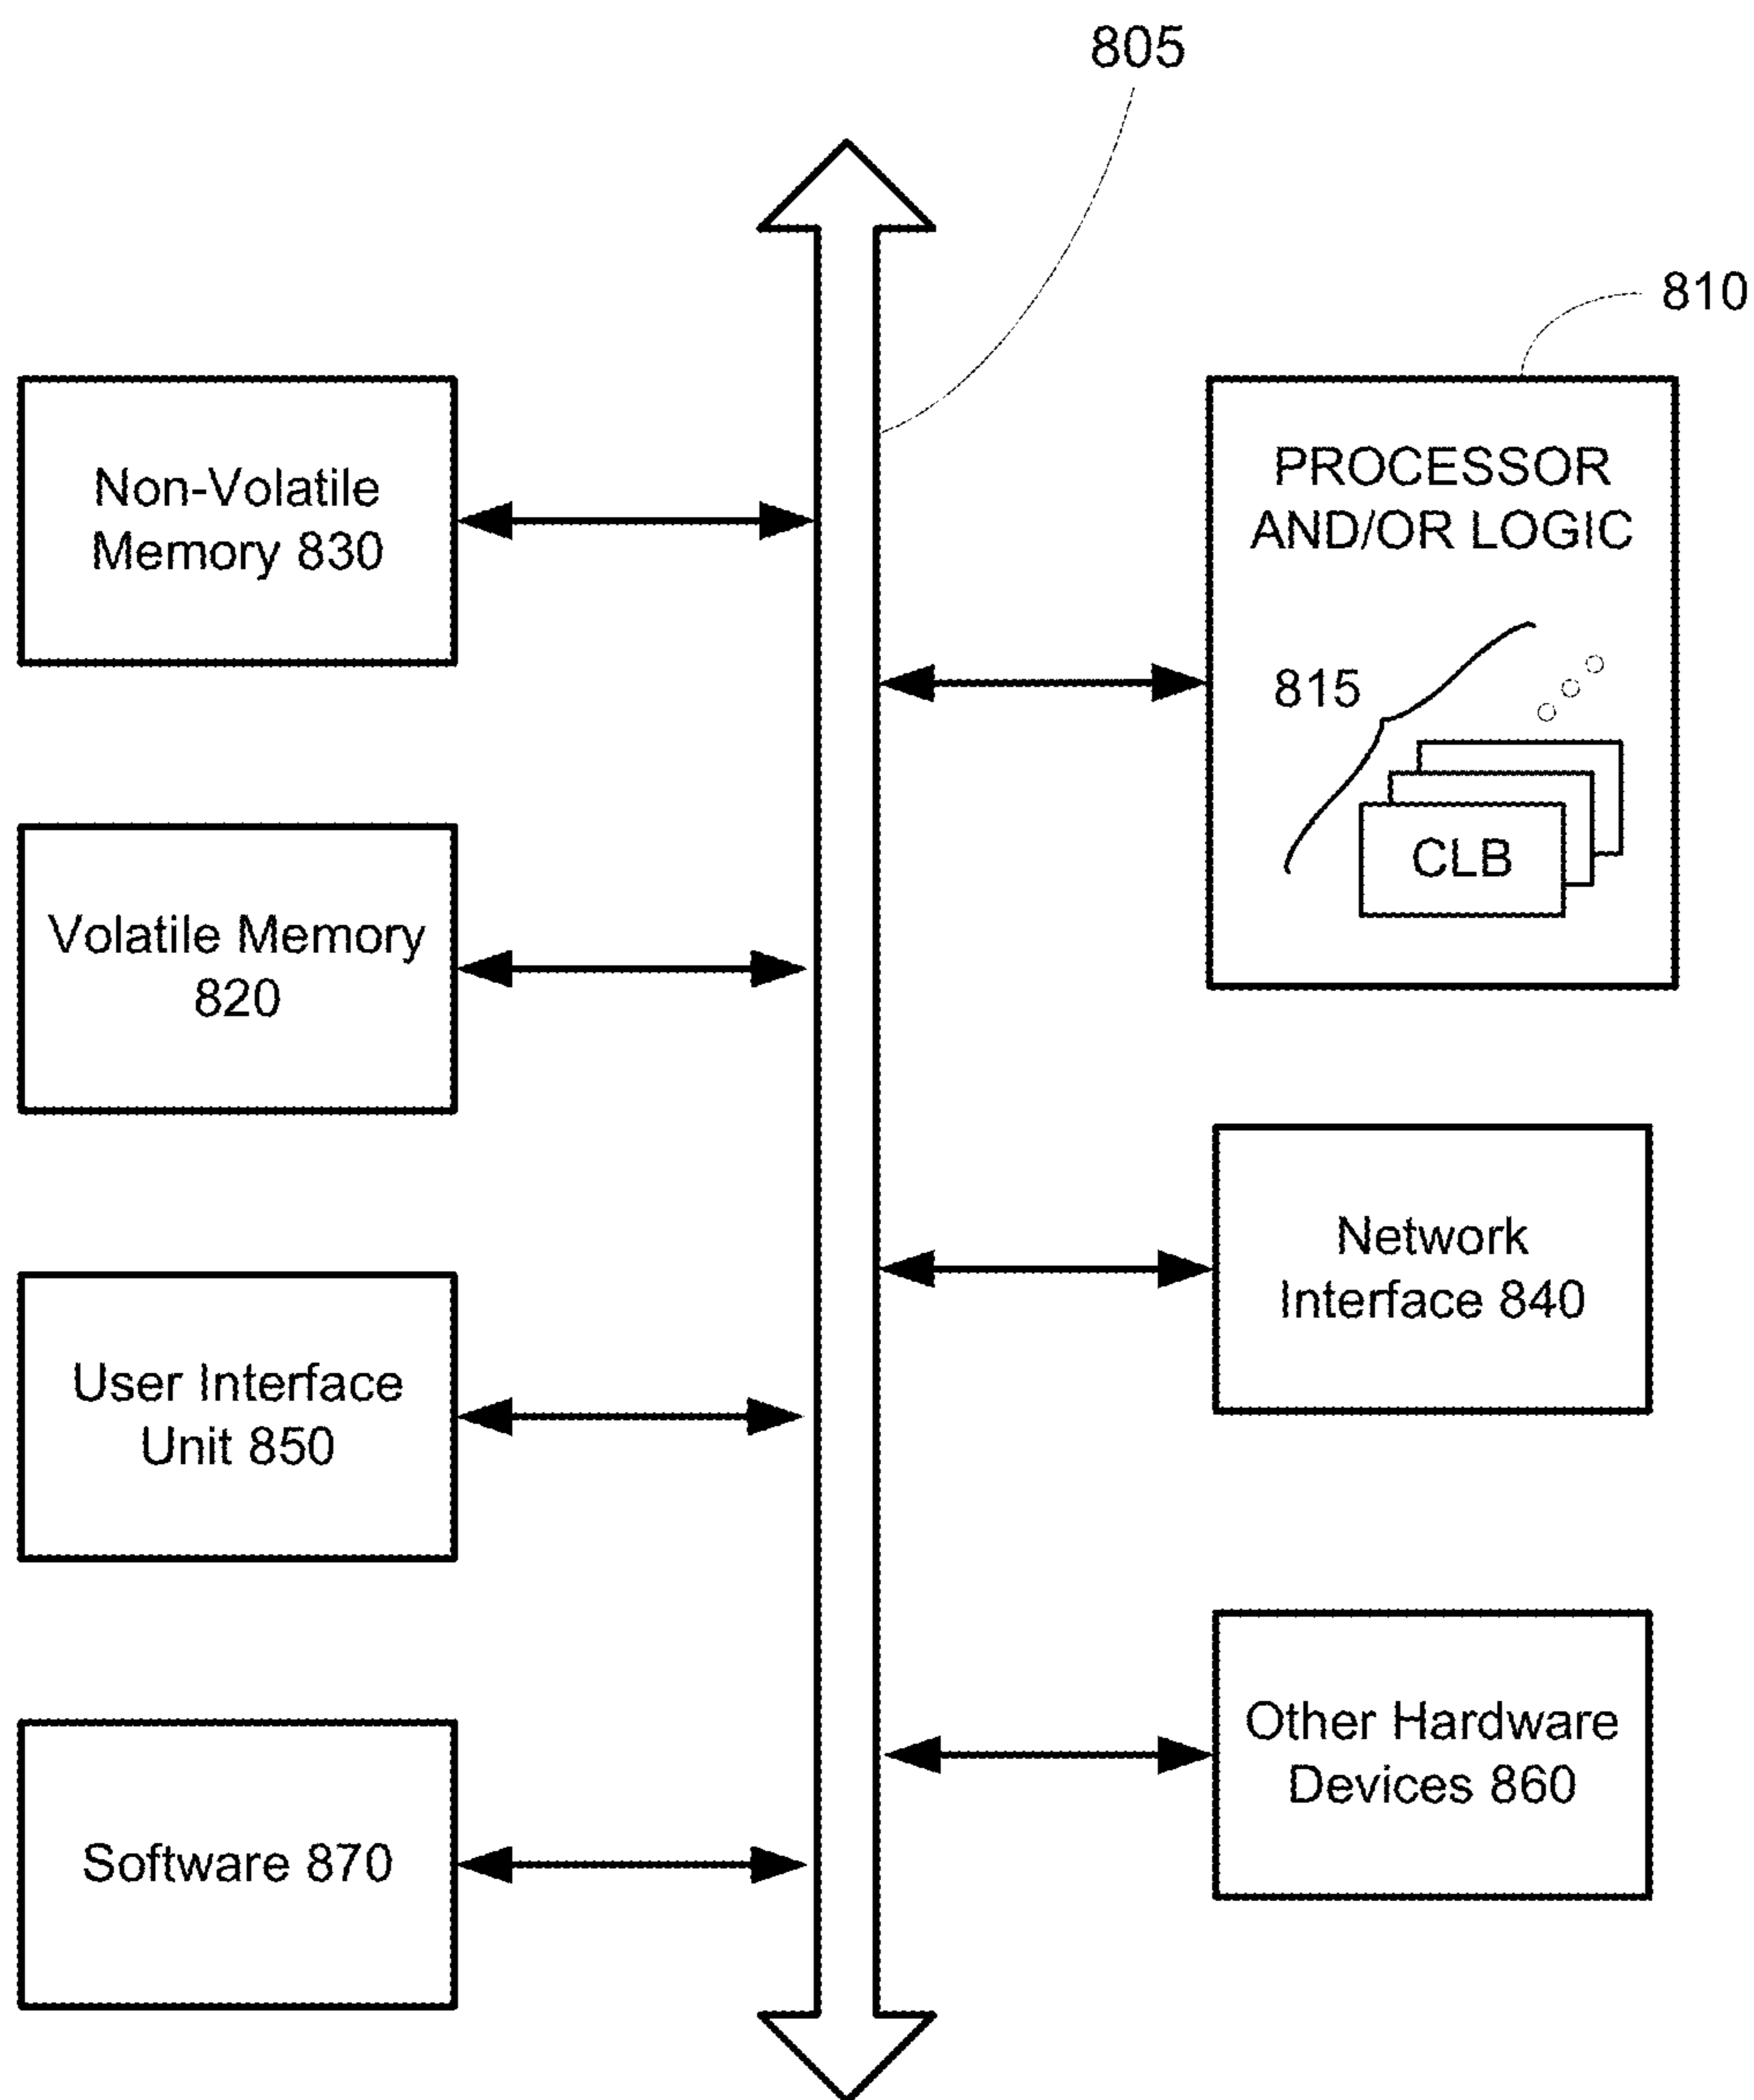 805
810
Non-Volatile
Memory 830
PROCESSOR
AND/OR LOGIC
815
CLB
Volatile Memory
820
Network
Interface 840
User Interface
Unit 850
Other Hardware
Devices 860
Software 870